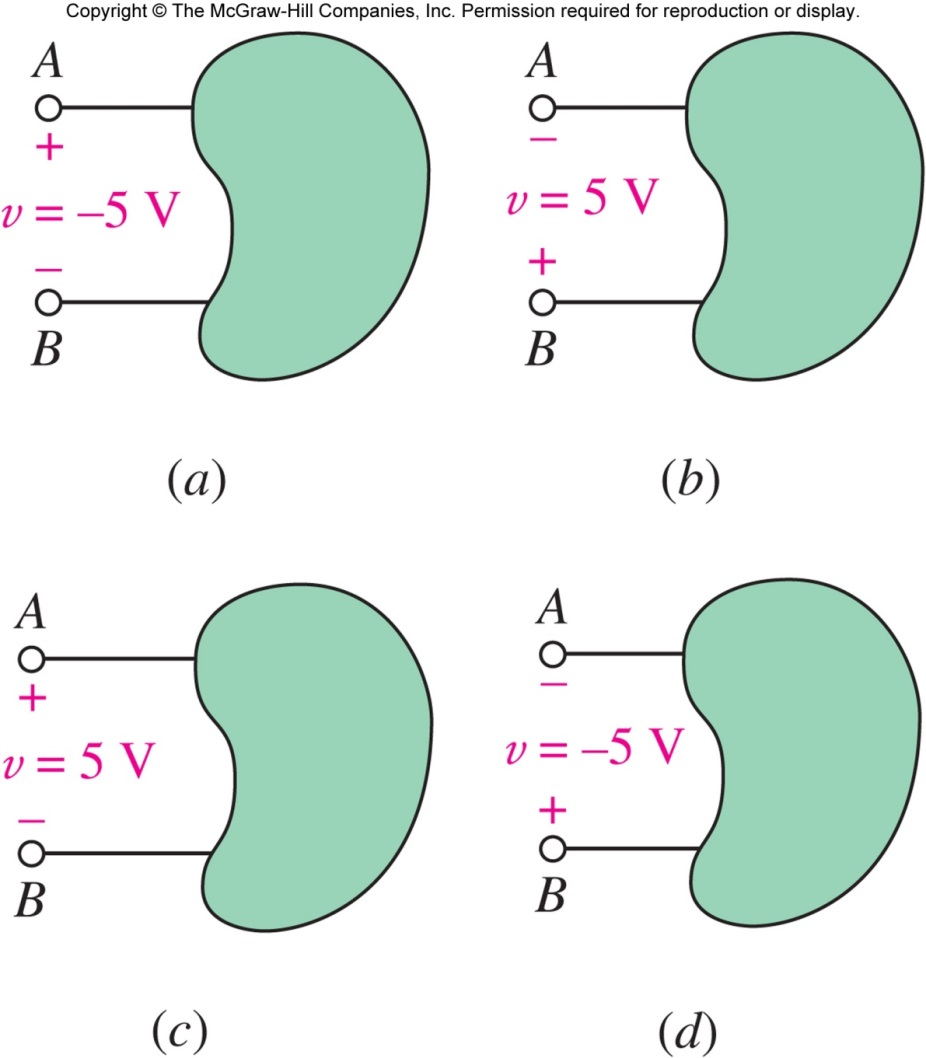 Copyright © The McGraw-Hill Companies, Inc. Permission required for reproduction or display.
A
+
v = –5 V
–
B
(a)
A
–
v = 5 V
+
B
(b)
A
+
v = 5 V
–
B
(c)
A
–
v = –5 V
+
B
(d)